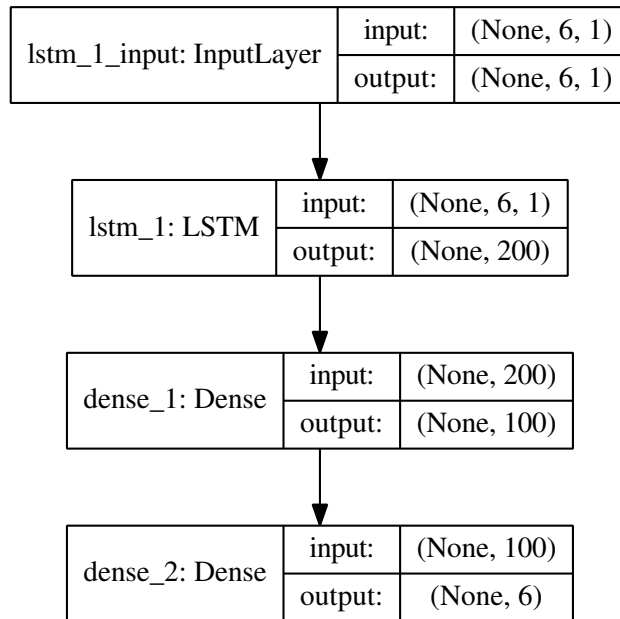 lstm_1_input: InputLayer
input:
(None, 6, 1)
output:
(None, 6, 1)
lstm_1: LSTM
input:
(None, 6, 1)
output:
(None, 200)
dense_1: Dense
input:
(None, 200)
output:
(None, 100)
dense_2: Dense
input:
(None, 100)
output:
(None, 6)